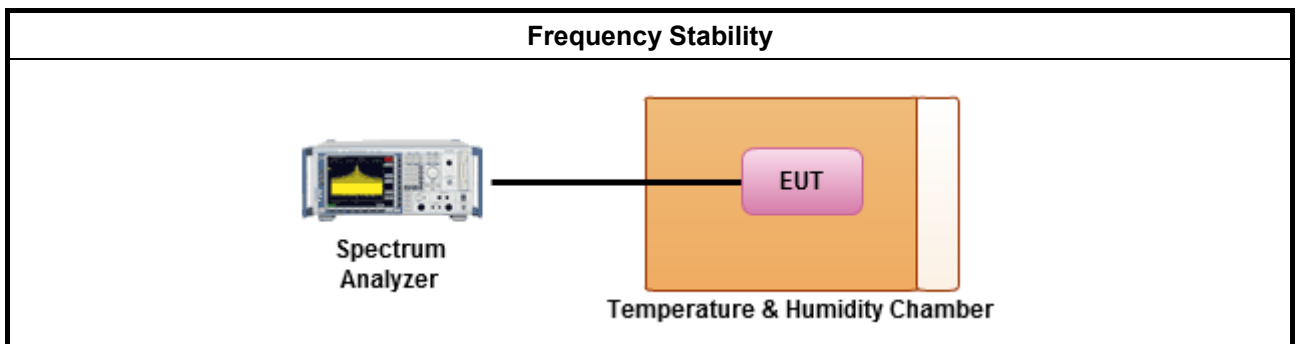 Frequency Stability
EUT
Spectrum
Analyzer
Temperature & Humidity Chamber